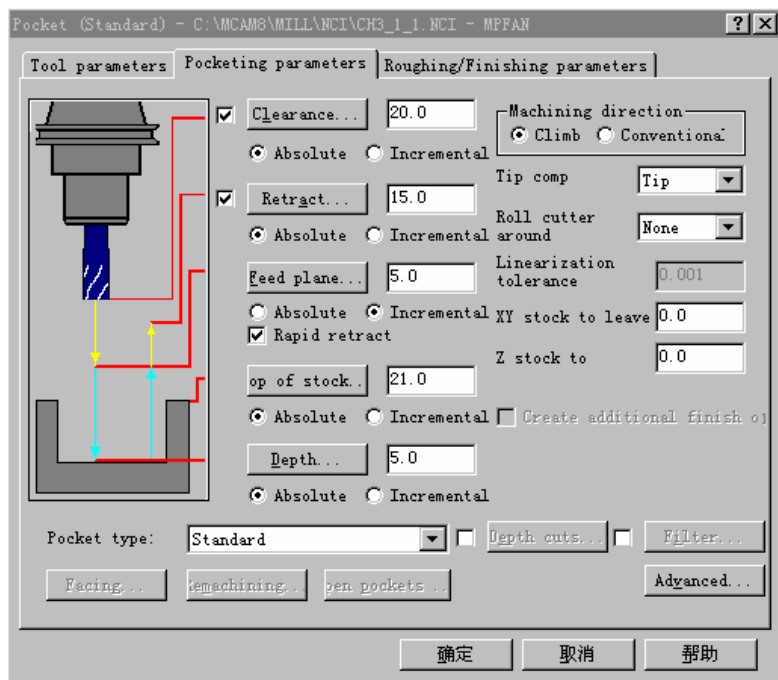 Pocket (Standard) - C:\MCAM8\MILL\NCI\CH3_1_1.NCI - MPFAN
Tool parameters
Pocketing parameters
Roughing/Finishing parameters
Clearance...
20.0
Absolute
Incremental
Retract...
15.0
Absolute
Incremental
Feed plane...
5.0
Absolute
Incremental
Rapid retract
op of stock..
21.0
Absolute
Incremental
Depth...
5.0
Absolute
Incremental
Machining direction
Climb
Conventional
Tip comp
Tip
Roll cutter
around
None
Linearization
tolerance
0.001
XY stock to leave
0.0
Z stock to
0.0
Create additional finish o
Pocket type:
Standard
Depth cuts...
Filter...
Facing...
Remachining...
pen pockets ..
Advanced...
确定
取消
帮助